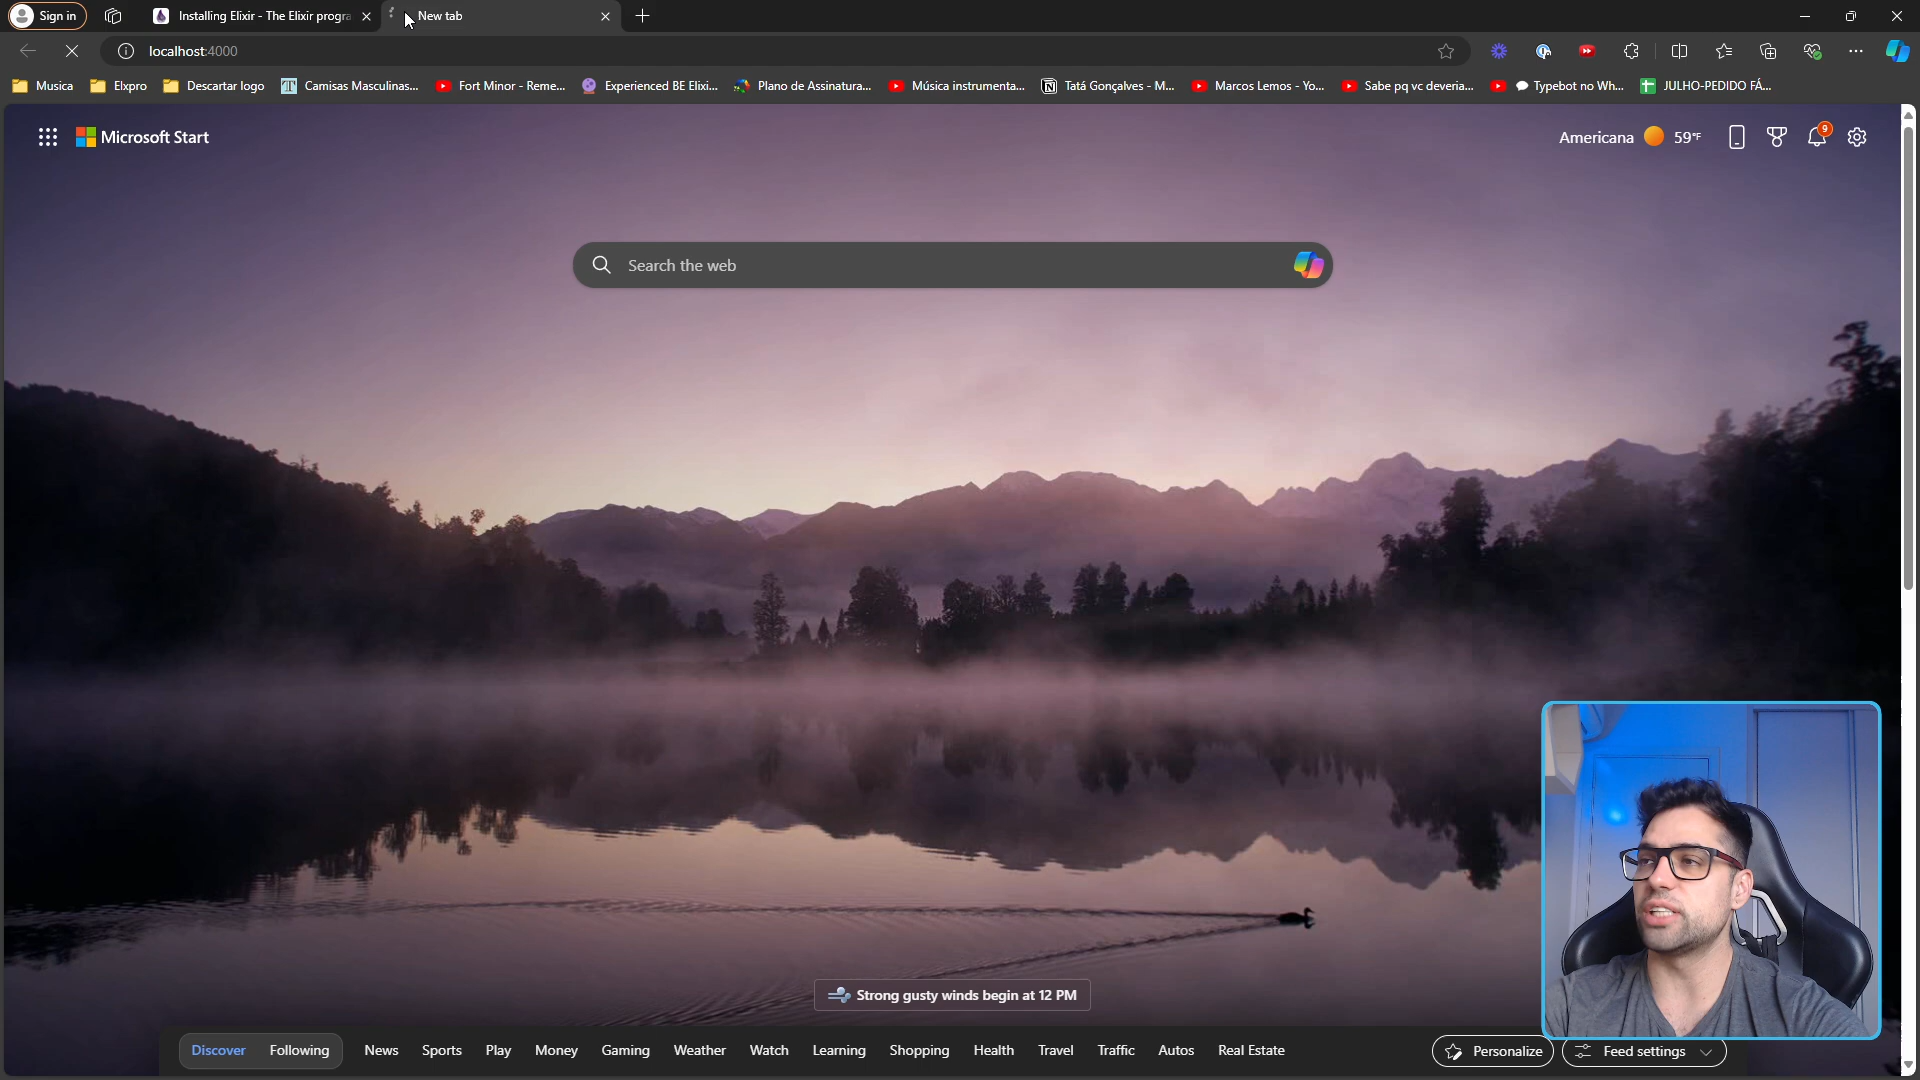 Sign in
Installing Elixir - The Elixir progra
New tab
localhost:4000
Musica
Elxpro
Descartar logo
Camisas Masculinas...
Fort Minor - Reme...
Experienced BE Elixi...
Plano de Assinatura...
Música instrumenta...
Tatá Gonçalves - M...
Marcos Lemos - Yo...
Sabe pq vc deveria...
Typebot no Wh...
JULHO-PEDIDO FÁ...
Microsoft Start
Americana 59°F
9
Search the web
Strong gusty winds begin at 12 PM
Discover Following News Sports Play Money Gaming Weather Watch Learning Shopping Health Travel Traffic Autos Real Estate
Personalize
Feed settings